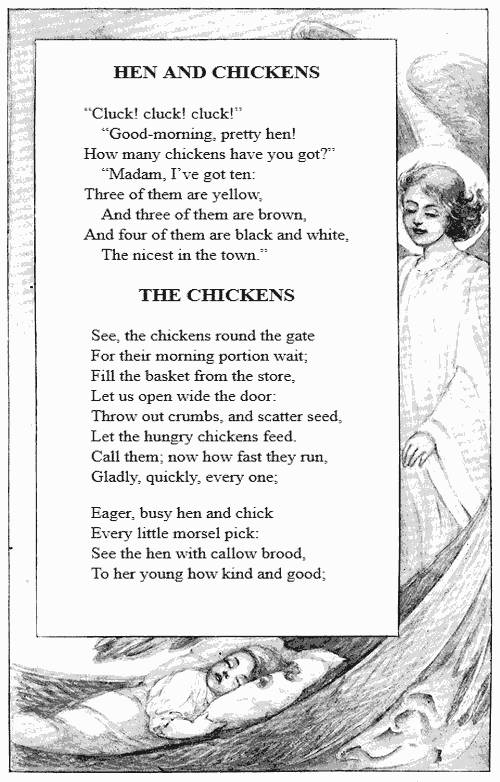 HEN AND CHICKENS
“Cluck! cluck! cluck!”
“Good-morning, pretty hen!
How many chickens have you got?”
“Madam, I’ve got ten:
Three of them are yellow,
And three of them are brown,
And four of them are black and white,
The nicest in the town.”
THE CHICKENS
See, the chickens round the gate
For their morning portion wait;
Fill the basket from the store,
Let us open wide the door:
Throw out crumbs, and scatter seed,
Let the hungry chickens feed.
Call them; now how fast they run,
Gladly, quickly, every one;
Eager, busy hen and chick
Every little morsel pick:
See the hen with callow brood,
To her young how kind and good;